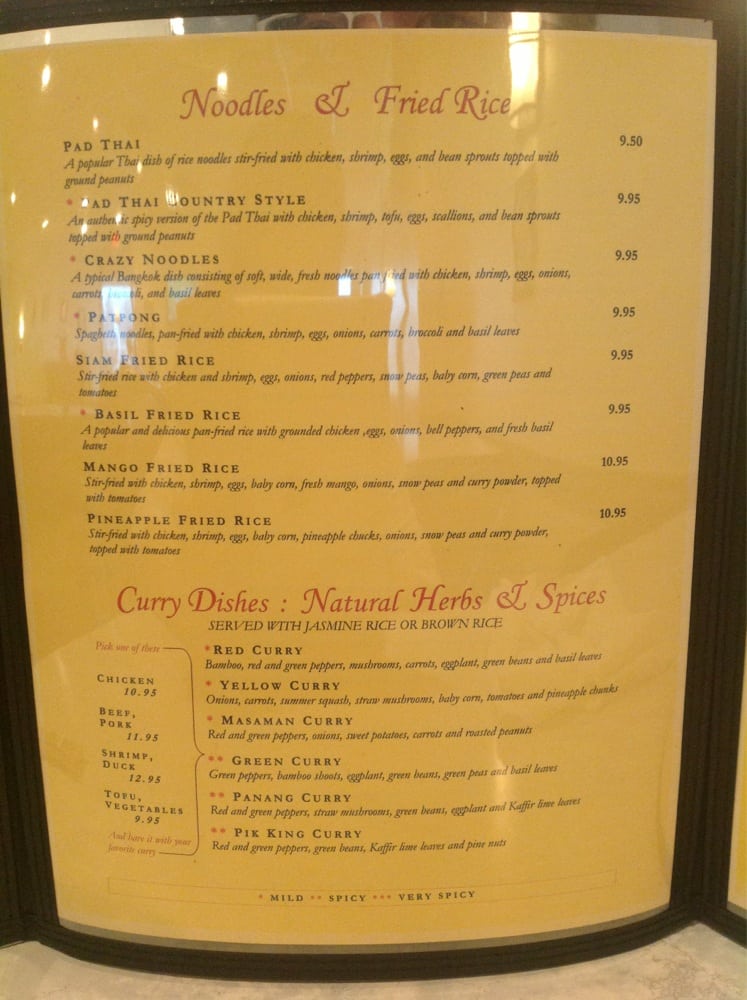 Noodles & Fried Rice
PAD THAI 9.50
A popular Thai dish of rice noodles stir-fried with chicken, shrimp, eggs, and bean sprouts topped with
ground peanuts
* PAD THAI COUNTRY STYLE 9.95
An authentic spicy version of the Pad Thai with chicken, shrimp, tofu, eggs, scallions, and bean sprouts
topped with ground peanuts
* CRAZY NOODLES 9.95
A typical Bangkok dish consisting of soft, wide, fresh noodles pan fried with chicken, shrimp, eggs, onions,
carrots, broccoli, and basil leaves
* PATPONG 9.95
Spaghetti noodles, pan-fried with chicken, shrimp, eggs, onions, carrots, broccoli and basil leaves
SIAM FRIED RICE 9.95
Stir-fried rice with chicken and shrimp, eggs, onions, red peppers, snow peas, baby corn, green peas and
tomatoes
* BASIL FRIED RICE 9.95
A popular and delicious pan-fried rice with grounded chicken ,eggs, onions, bell peppers, and fresh basil
leaves
MANGO FRIED RICE 10.95
Stir-fried with chicken, shrimp, eggs, baby corn, fresh mango, onions, snow peas and curry powder, topped
with tomatoes
PINEAPPLE FRIED RICE 10.95
Stir-fried with chicken, shrimp, eggs, baby corn, pineapple chucks, onions, snow peas and curry powder,
topped with tomatoes
Curry Dishes : Natural Herbs & Spices
SERVED WITH JASMINE RICE OR BROWN RICE
Pick one of these
CHICKEN
10.95
BEEF,
PORK
11.95
SHRIMP,
DUCK
12.95
TOFU,
VEGETABLES
9.95
And have it with your
favorite curry
*RED CURRY
Bamboo, red and green peppers, mushrooms, carrots, eggplant, green beans and basil leaves
* YELLOW CURRY
Onions, carrots, summer squash, straw mushrooms, baby corn, tomatoes and pineapple chunks
* MASAMAN CURRY
Red and green peppers, onions, sweet potatoes, carrots and roasted peanuts
** GREEN CURRY
Green peppers, bamboo shoots, eggplant, green beans, green peas and basil leaves
** PANANG CURRY
Red and green peppers, straw mushrooms, green beans, eggplant and Kaffir lime leaves
** PIK KING CURRY
Red and green peppers, green beans, Kaffir lime leaves and pine nuts
* MILD ** SPICY *** VERY SPICY